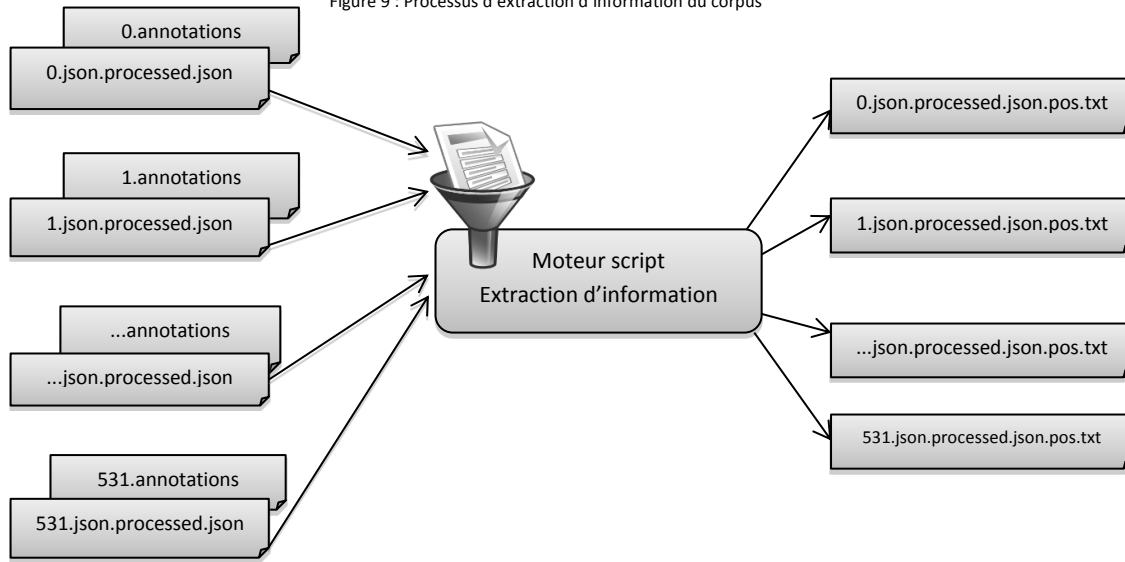 Figure 9 : Processus d'extraction d'information du corpus
0.annotations
0.json.processed.json
1.annotations
1.json.processed.json
...annotations
...json.processed.json
531.annotations
531.json.processed.json
Moteur script
Extraction d’information
0.json.processed.json.pos.txt
1.json.processed.json.pos.txt
...json.processed.json.pos.txt
531.json.processed.json.pos.txt